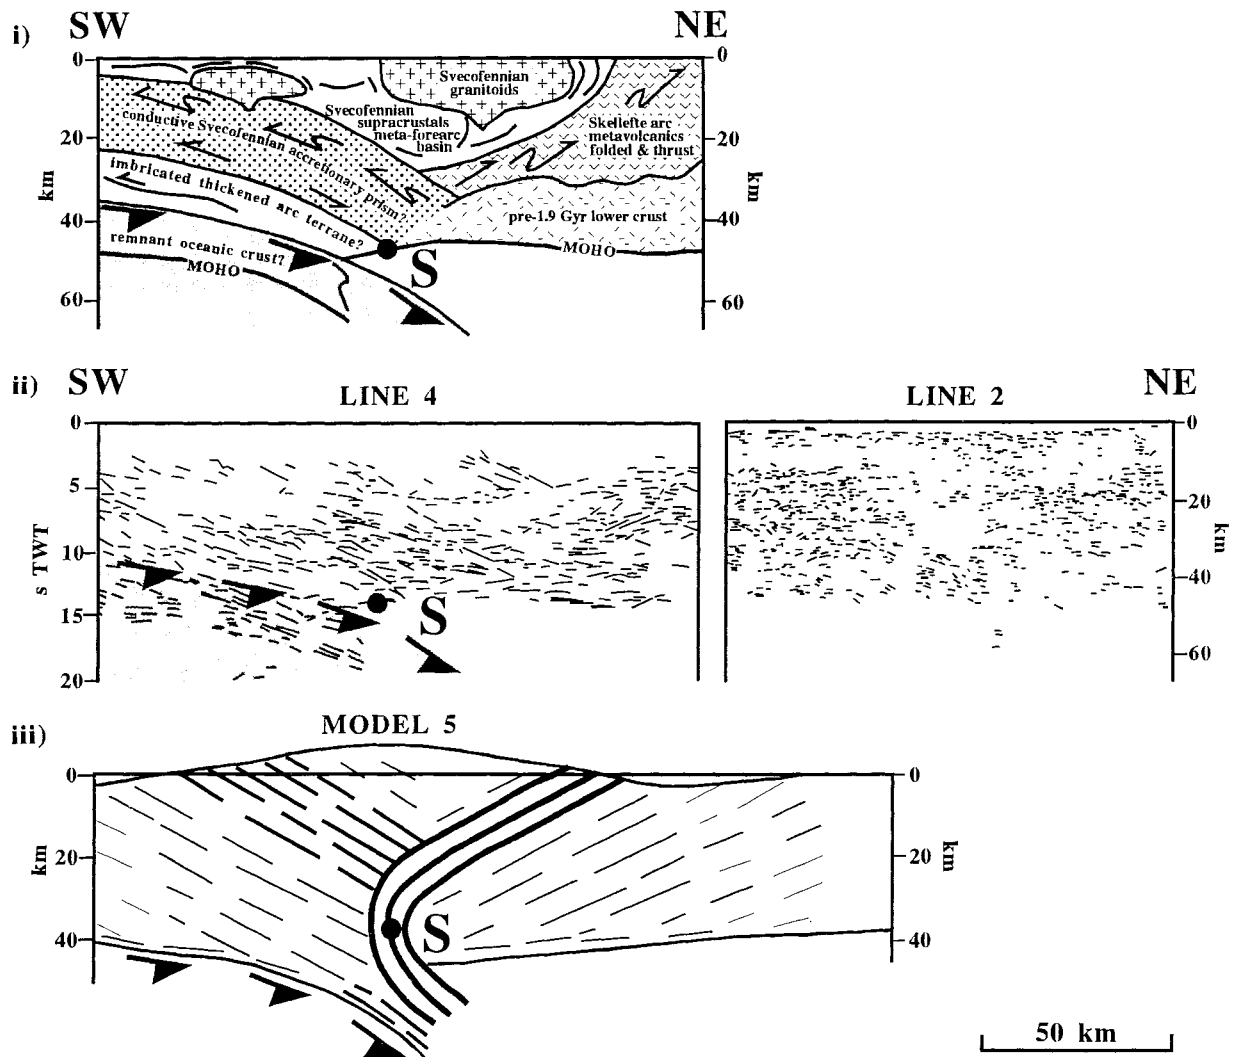 i)
SW
NE
0
20
40
60
km
0
20
40
60
km
Svecofennian
granitoids
Svecofennian
supracrustals
meta-forearc
basin
Skellefte arc
metavolcanics
folded & thrust
conductive Svecofennian accretionary prism?
imbricated thickened arc terrane?
pre-1.9 Gyr lower crust
remnant oceanic crust?
MOHO
MOHO
S
ii)
SW
NE
LINE 4
LINE 2
0
5
10
15
20
s TWT
0
20
40
60
km
S
iii)
MODEL 5
0
20
40
km
0
20
40
km
S
50 km